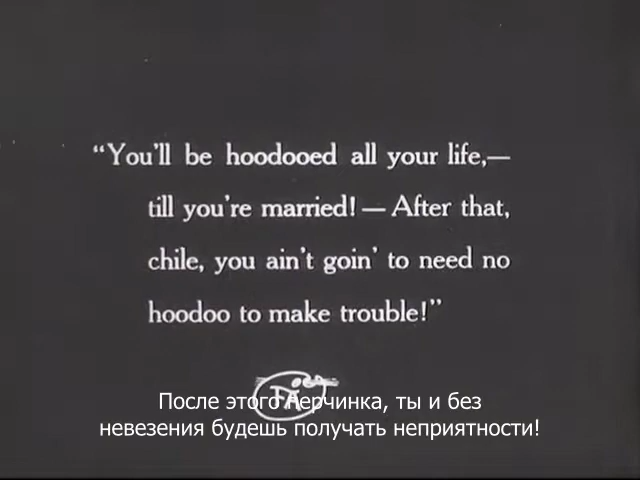 “You'll be hoodooed all your life,—
till you're married! — After that,
chile, you ain't goin' to need no
hoodoo to make trouble!”
После этого Перчинка, ты и без
невезения будешь получать неприятности!